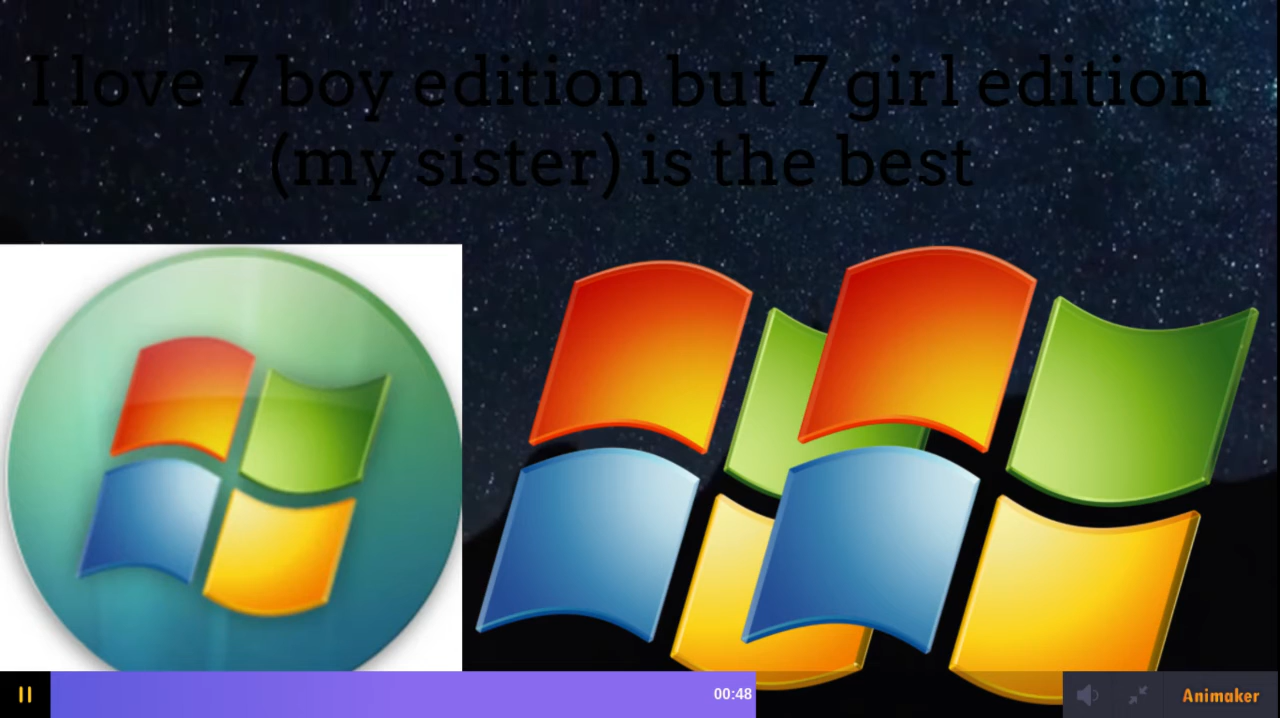 I love 7 boy edition but 7 girl edition
(my sister) is the best
00:48
Animaker